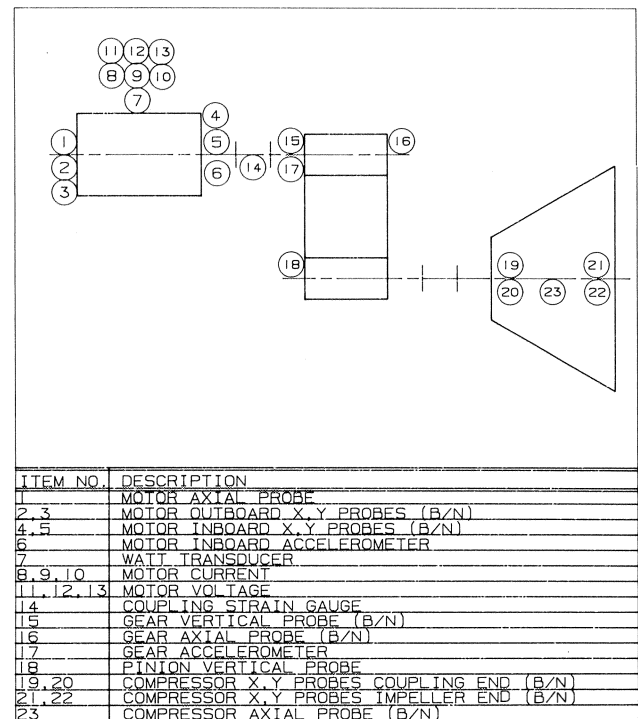 11 12 13
8 9 10
7
4
1 5 15 16
2 6 14 17
3
18
19 21
20 23 22
ITEM NO. DESCRIPTION
1 MOTOR AXIAL PROBE
2,3 MOTOR OUTBOARD X,Y PROBES (B/N)
4,5 MOTOR INBOARD X,Y PROBES (B/N)
6 MOTOR INBOARD ACCELEROMETER
7 WATT TRANSDUCER
8,9,10 MOTOR CURRENT
11,12,13 MOTOR VOLTAGE
14 COUPLING STRAIN GAUGE
15 GEAR VERTICAL PROBE (B/N)
16 GEAR AXIAL PROBE (B/N)
17 GEAR ACCELEROMETER
18 PINION VERTICAL PROBE
19,20 COMPRESSOR X,Y PROBES COUPLING END (B/N)
21,22 COMPRESSOR X,Y PROBES IMPELLER END (B/N)
23 COMPRESSOR AXIAL PROBE (B/N)